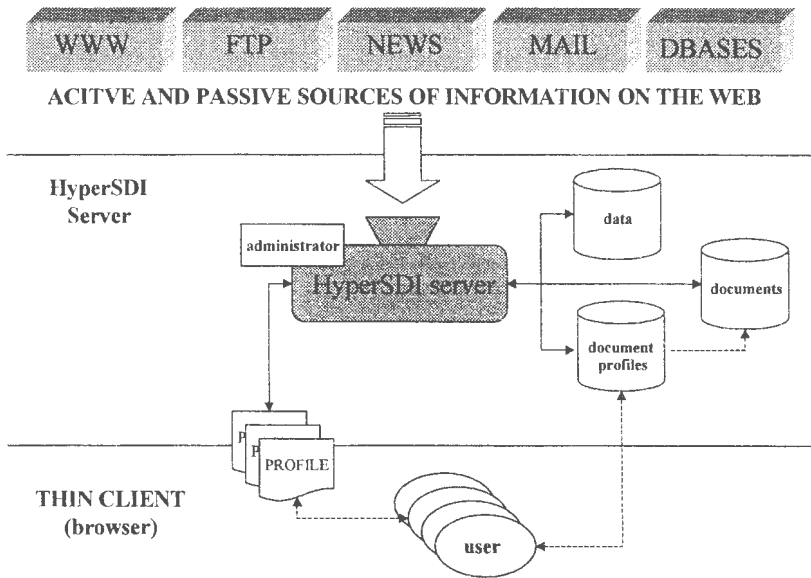 WWW
FTP
NEWS
MAIL
DBASES
ACITVE AND PASSIVE SOURCES OF INFORMATION ON THE WEB
HyperSDI
Server
administrator
HyperSDI server
data
documents
document
profiles
P
P
PROFILE
THIN CLIENT
(browser)
user